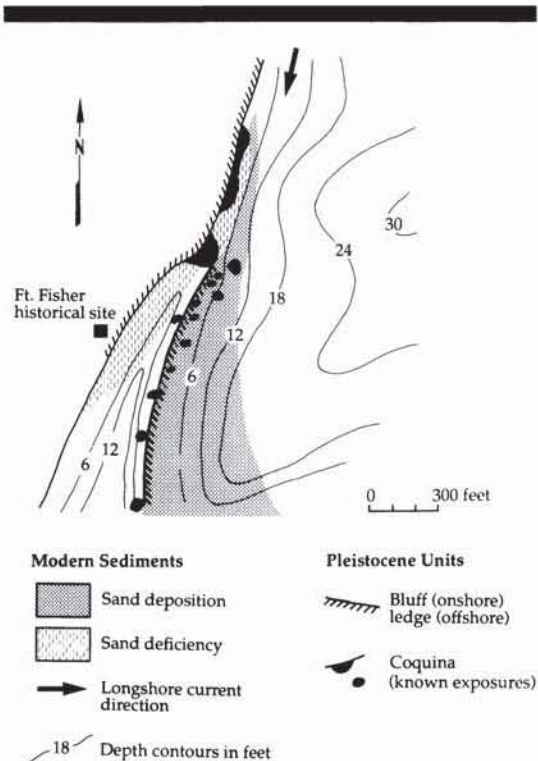 N
30
24
Ft. Fisher
historical site
18
12
6
12
6
0 300 feet
Modern Sediments
Sand deposition
Sand deficiency
Longshore current
direction
18 Depth contours in feet
Pleistocene Units
Bluff (onshore)
ledge (offshore)
Coquina
(known exposures)